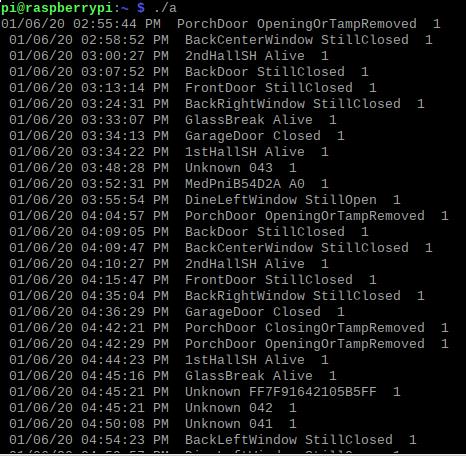 pi@raspberrypi:~ $ ./a
01/06/20 02:55:44 PM  PorchDoor OpeningOrTampRemoved  1
01/06/20 02:58:52 PM  BackCenterWindow StillClosed  1
01/06/20 03:00:27 PM  2ndHallSH Alive  1
01/06/20 03:07:52 PM  BackDoor StillClosed  1
01/06/20 03:13:14 PM  FrontDoor StillClosed  1
01/06/20 03:24:31 PM  BackRightWindow StillClosed  1
01/06/20 03:33:07 PM  GlassBreak Alive  1
01/06/20 03:34:13 PM  GarageDoor Closed  1
01/06/20 03:34:22 PM  1stHallSH Alive  1
01/06/20 03:48:28 PM  Unknown 043  1
01/06/20 03:52:31 PM  MedPniB54D2A A0  1
01/06/20 03:55:54 PM  DineLeftWindow StillOpen  1
01/06/20 04:04:57 PM  PorchDoor OpeningOrTampRemoved  1
01/06/20 04:09:05 PM  BackDoor StillClosed  1
01/06/20 04:09:47 PM  BackCenterWindow StillClosed  1
01/06/20 04:10:27 PM  2ndHallSH Alive  1
01/06/20 04:15:47 PM  FrontDoor StillClosed  1
01/06/20 04:35:04 PM  BackRightWindow StillClosed  1
01/06/20 04:36:29 PM  GarageDoor Closed  1
01/06/20 04:42:21 PM  PorchDoor ClosingOrTampRemoved  1
01/06/20 04:42:29 PM  PorchDoor OpeningOrTampRemoved  1
01/06/20 04:44:23 PM  1stHallSH Alive  1
01/06/20 04:45:16 PM  GlassBreak Alive  1
01/06/20 04:45:21 PM  Unknown FF7F91642105B5FF  1
01/06/20 04:45:21 PM  Unknown 042  1
01/06/20 04:50:08 PM  Unknown 041  1
01/06/20 04:54:23 PM  BackLeftWindow StillClosed  1